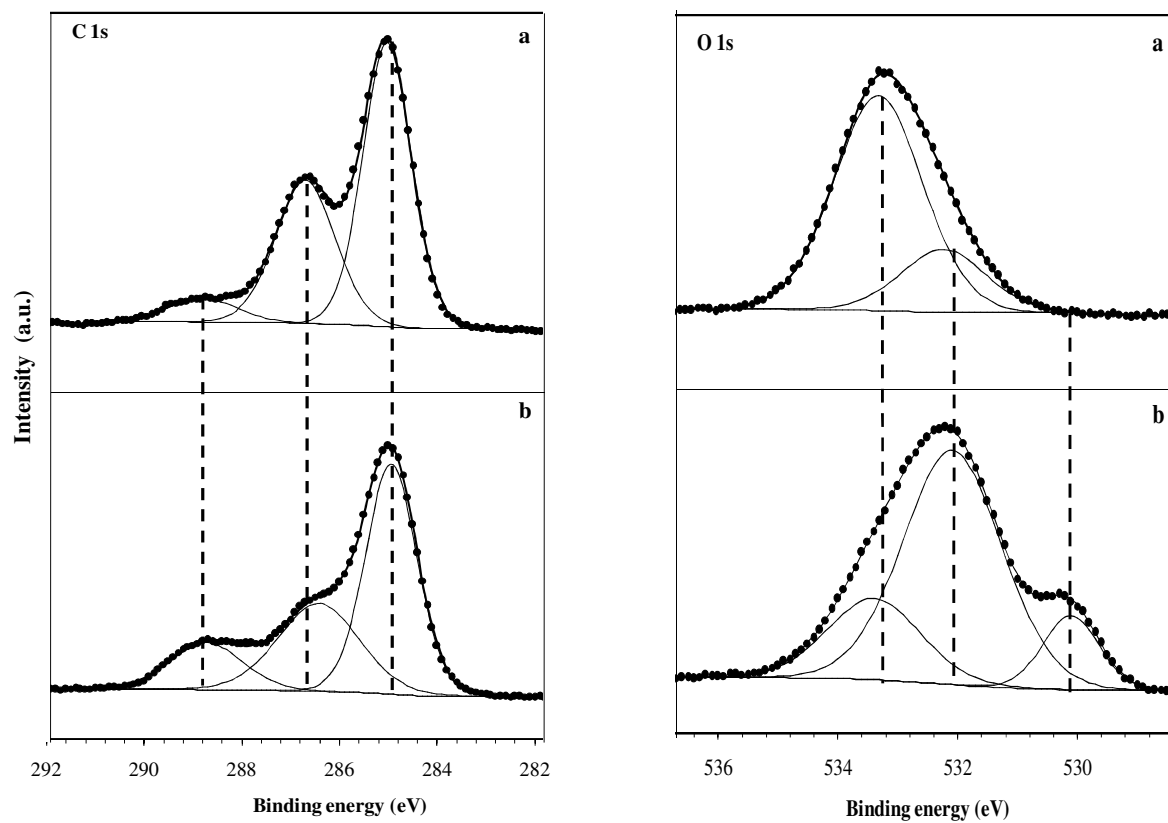 C 1s
a
O 1s
a
Intensity (a.u.)
b
b
292 290 288 286 284 282
Binding energy (eV)
536 534 532 530
Binding energy (eV)